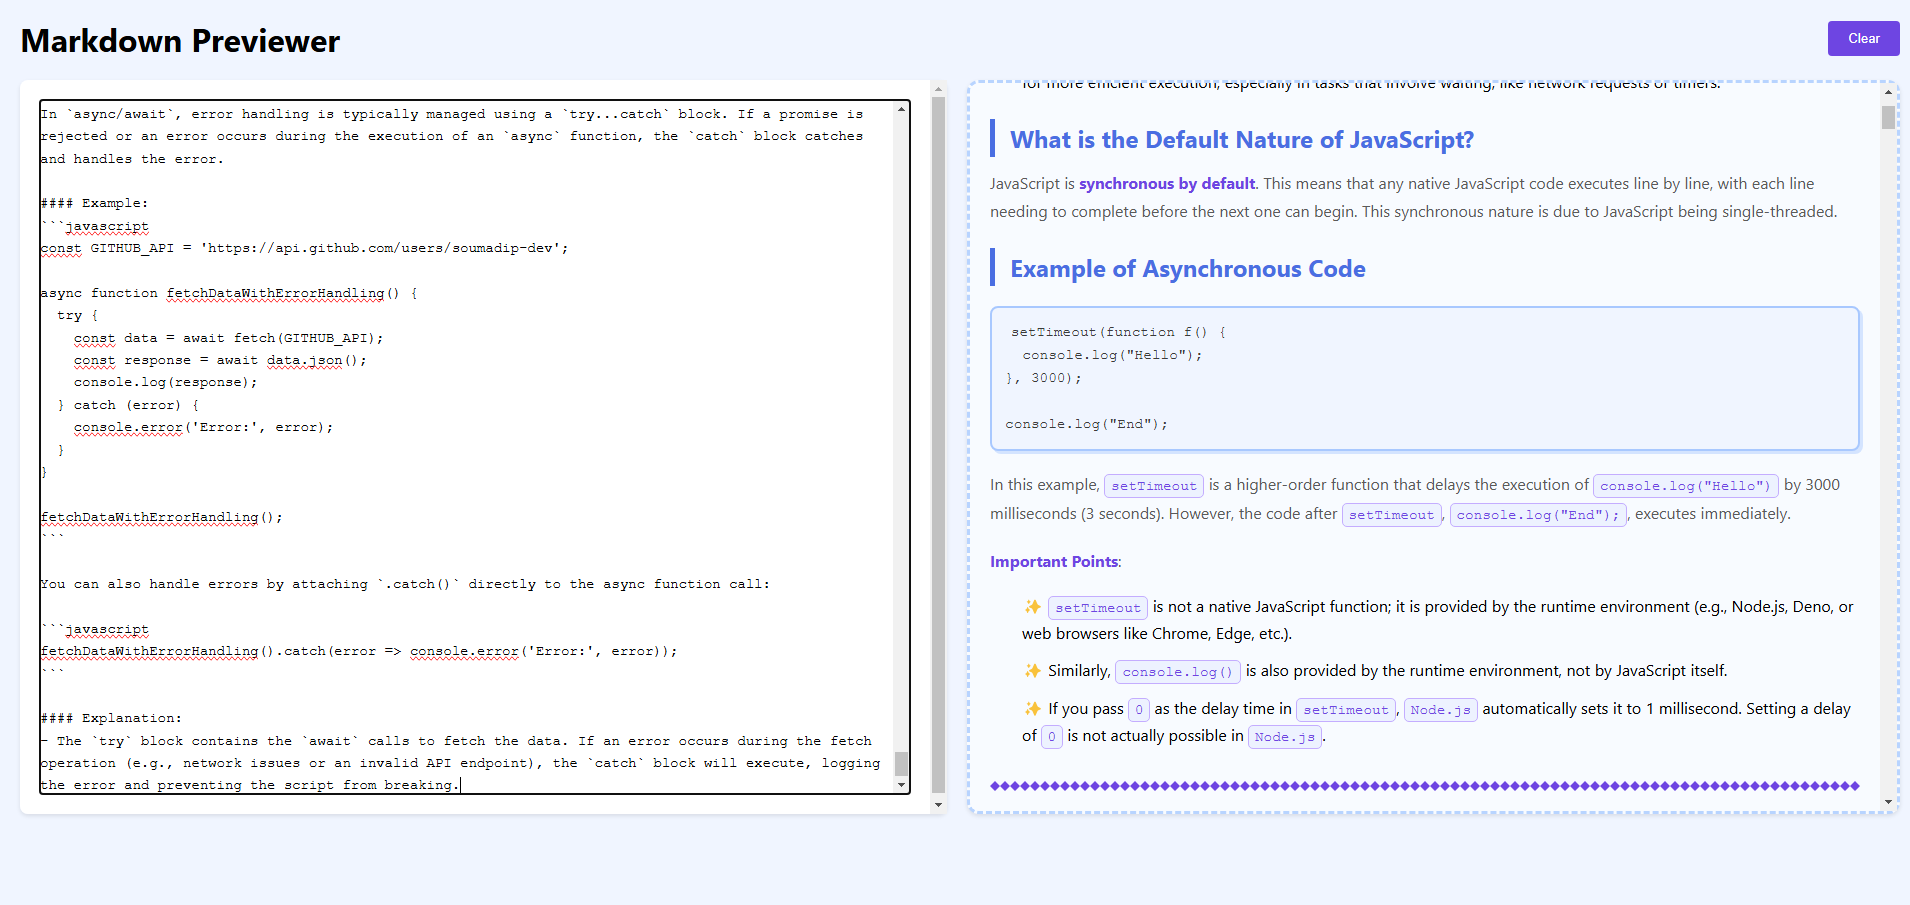 Markdown Previewer
Clear
In `async/await`, error handling is typically managed using a `try...catch` block. If a promise is
rejected or an error occurs during the execution of an `async` function, the `catch` block catches
and handles the error.
#### Example:
```javascript
const GITHUB_API = 'https://api.github.com/users/soumadip-dev';
async function fetchDataWithErrorHandling() {
  try {
    const data = await fetch(GITHUB_API);
    const response = await data.json();
    console.log(response);
  } catch (error) {
    console.error('Error:', error);
  }
}
fetchDataWithErrorHandling();
```
You can also handle errors by attaching `.catch()` directly to the async function call:
```javascript
fetchDataWithErrorHandling().catch(error => console.error('Error:', error));
```
#### Explanation:
- The `try` block contains the `await` calls to fetch the data. If an error occurs during the fetch
operation (e.g., network issues or an invalid API endpoint), the `catch` block will execute, logging
the error and preventing the script from breaking.
for more efficient execution, especially in tasks that involve waiting, like network requests or timers.
What is the Default Nature of JavaScript?
JavaScript is synchronous by default. This means that any native JavaScript code executes line by line, with each line
needing to complete before the next one can begin. This synchronous nature is due to JavaScript being single-threaded.
Example of Asynchronous Code
setTimeout(function f() {
  console.log("Hello");
}, 3000);
console.log("End");
In this example, setTimeout is a higher-order function that delays the execution of console.log("Hello") by 3000
milliseconds (3 seconds). However, the code after setTimeout, console.log("End");, executes immediately.
Important Points:
✨ setTimeout is not a native JavaScript function; it is provided by the runtime environment (e.g., Node.js, Deno, or
web browsers like Chrome, Edge, etc.).
✨ Similarly, console.log() is also provided by the runtime environment, not by JavaScript itself.
✨ If you pass 0 as the delay time in setTimeout, Node.js automatically sets it to 1 millisecond. Setting a delay
of 0 is not actually possible in Node.js.